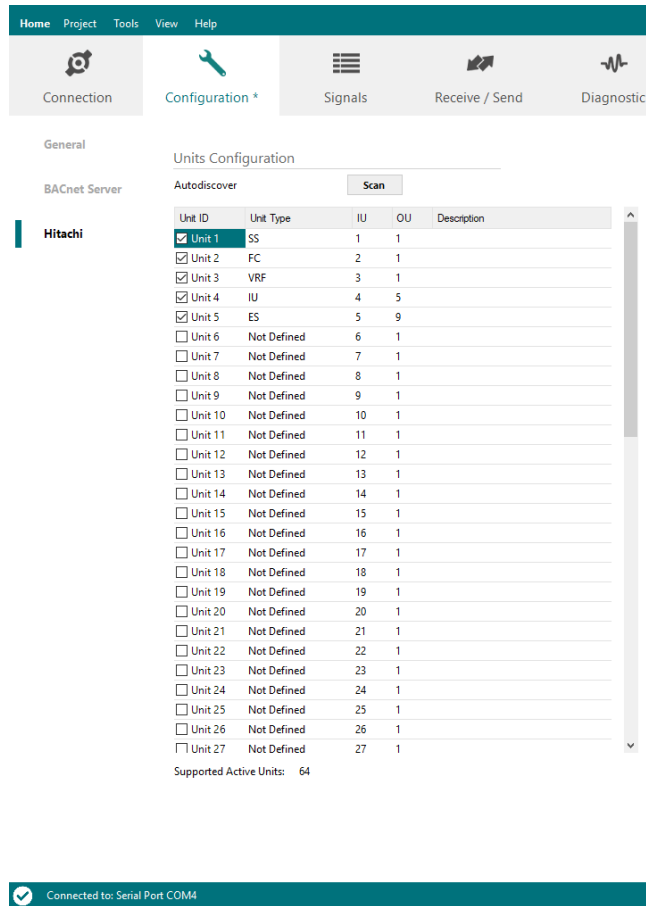 Home Project Tools View Help
Connection Configuration * Signals Receive / Send Diagnostic
General
BACnet Server
Hitachi
Units Configuration
Autodiscover Scan
Unit ID Unit Type IU OU Description
Unit 1 SS 1 1
Unit 2 FC 2 1
Unit 3 VRF 3 1
Unit 4 IU 4 5
Unit 5 ES 5 9
Unit 6 Not Defined 6 1
Unit 7 Not Defined 7 1
Unit 8 Not Defined 8 1
Unit 9 Not Defined 9 1
Unit 10 Not Defined 10 1
Unit 11 Not Defined 11 1
Unit 12 Not Defined 12 1
Unit 13 Not Defined 13 1
Unit 14 Not Defined 14 1
Unit 15 Not Defined 15 1
Unit 16 Not Defined 16 1
Unit 17 Not Defined 17 1
Unit 18 Not Defined 18 1
Unit 19 Not Defined 19 1
Unit 20 Not Defined 20 1
Unit 21 Not Defined 21 1
Unit 22 Not Defined 22 1
Unit 23 Not Defined 23 1
Unit 24 Not Defined 24 1
Unit 25 Not Defined 25 1
Unit 26 Not Defined 26 1
Unit 27 Not Defined 27 1
Supported Active Units: 64
Connected to: Serial Port COM4